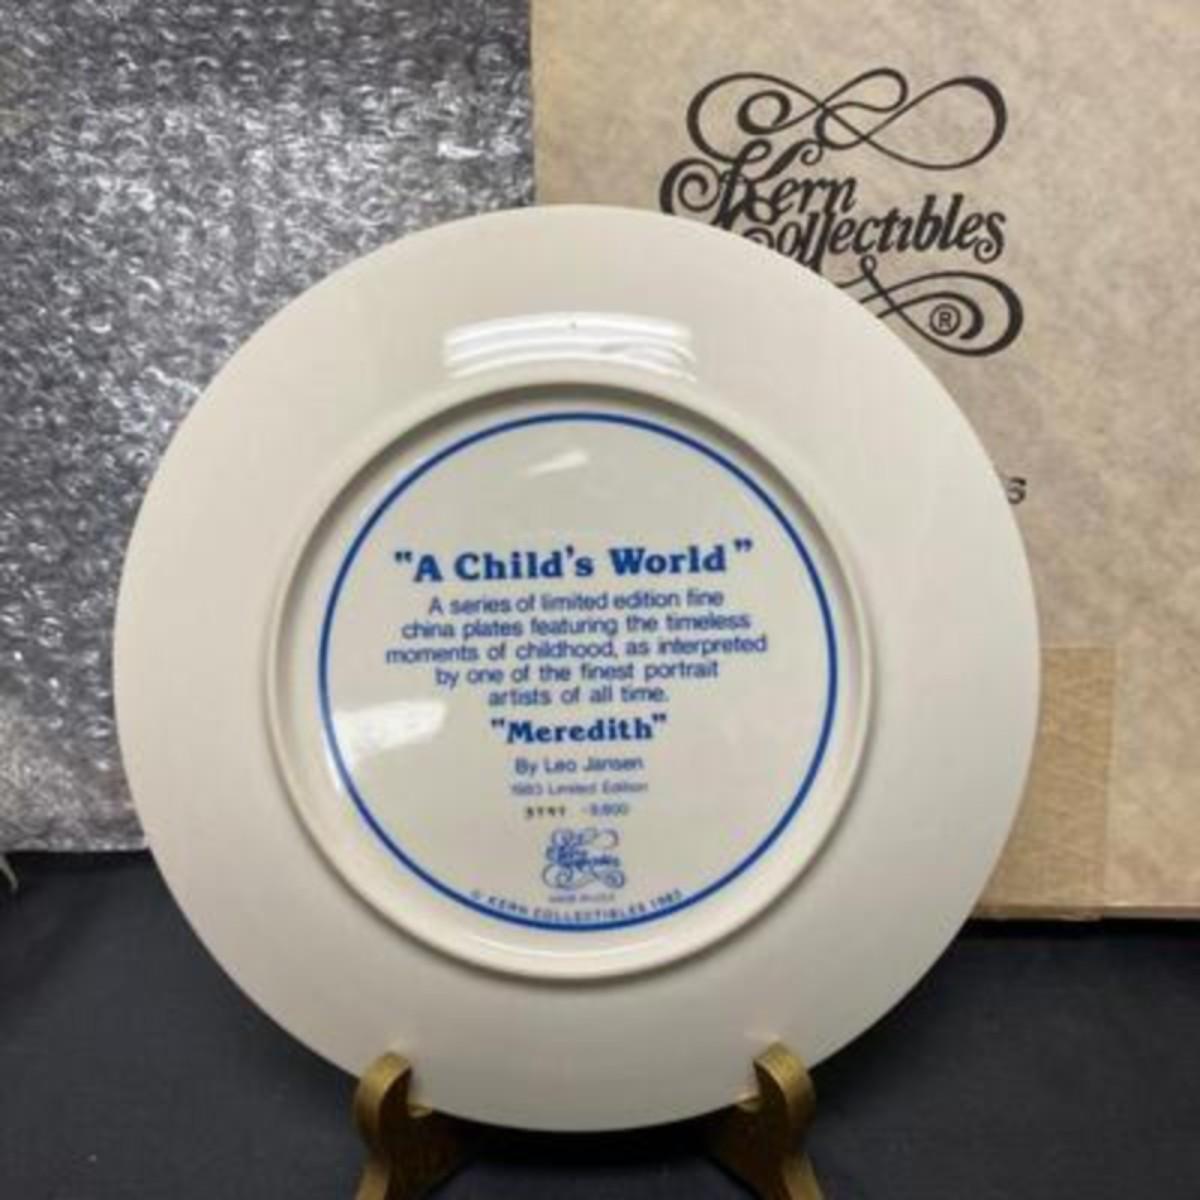 Kern
Collectibles
®
"A Child's World"
A series of limited edition fine
china plates featuring the timeless
moments of childhood, as interpreted
by one of the finest portrait
artists of all time.
"Meredith"
By Leo Jansen
1983 Limited Edition
© KERN COLLECTIBLES 1983